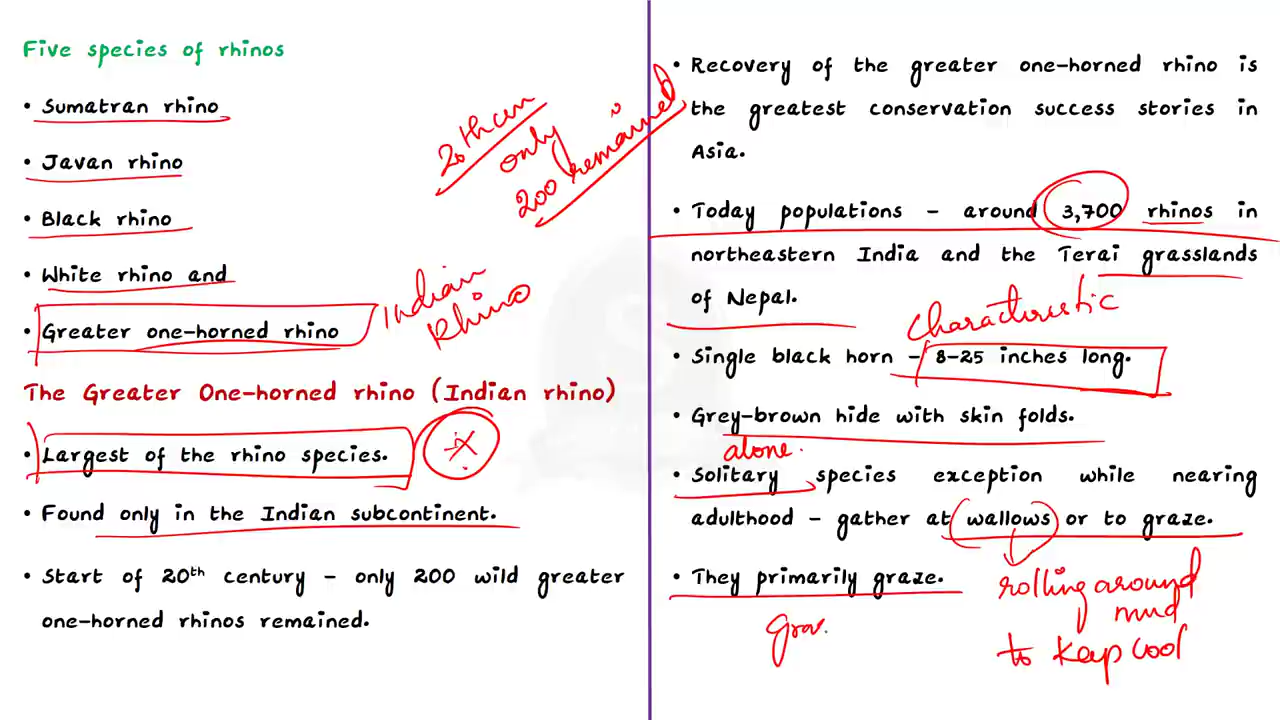 Five species of rhinos
• Sumatran rhino
• Javan rhino
• Black rhino
• White rhino and
• Greater one-horned rhino
Indian
Rhino
20th cen
only
200 remained
The Greater One-horned rhino (Indian rhino)
• Largest of the rhino species.
• Found only in the Indian subcontinent.
• Start of 20th century - only 200 wild greater
one-horned rhinos remained.
• Recovery of the greater one-horned rhino is
the greatest conservation success stories in
Asia.
• Today populations - around 3,700 rhinos in
northeastern India and the Terai grasslands
of Nepal.
characteristic
• Single black horn - 8-25 inches long.
• Grey-brown hide with skin folds.
alone.
• Solitary species exception while nearing
adulthood - gather at wallows or to graze.
• They primarily graze.
rolling around
mud
to keep cool